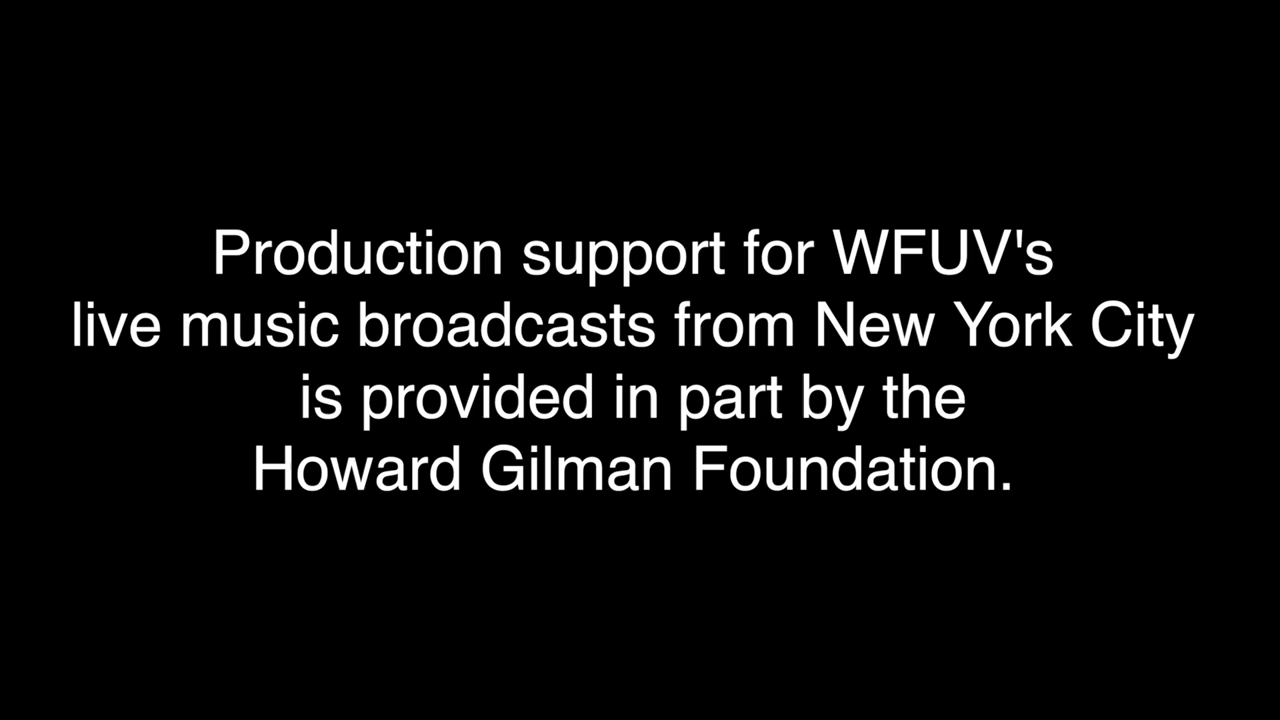 Production support for WFUV's
live music broadcasts from New York City
is provided in part by the
Howard Gilman Foundation.